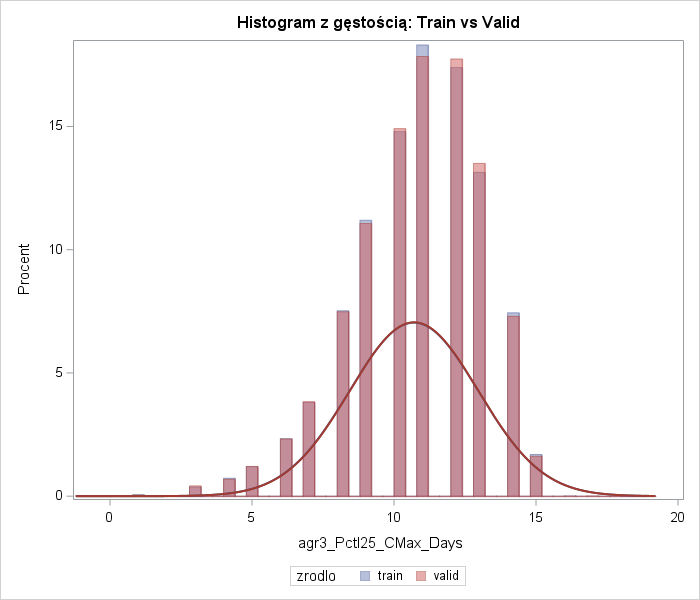 Histogram z gęstością: Train vs Valid
Procent
15
10
5
0
0 5 10 15 20
agr3_Pctl25_CMax_Days
zrodlo train valid